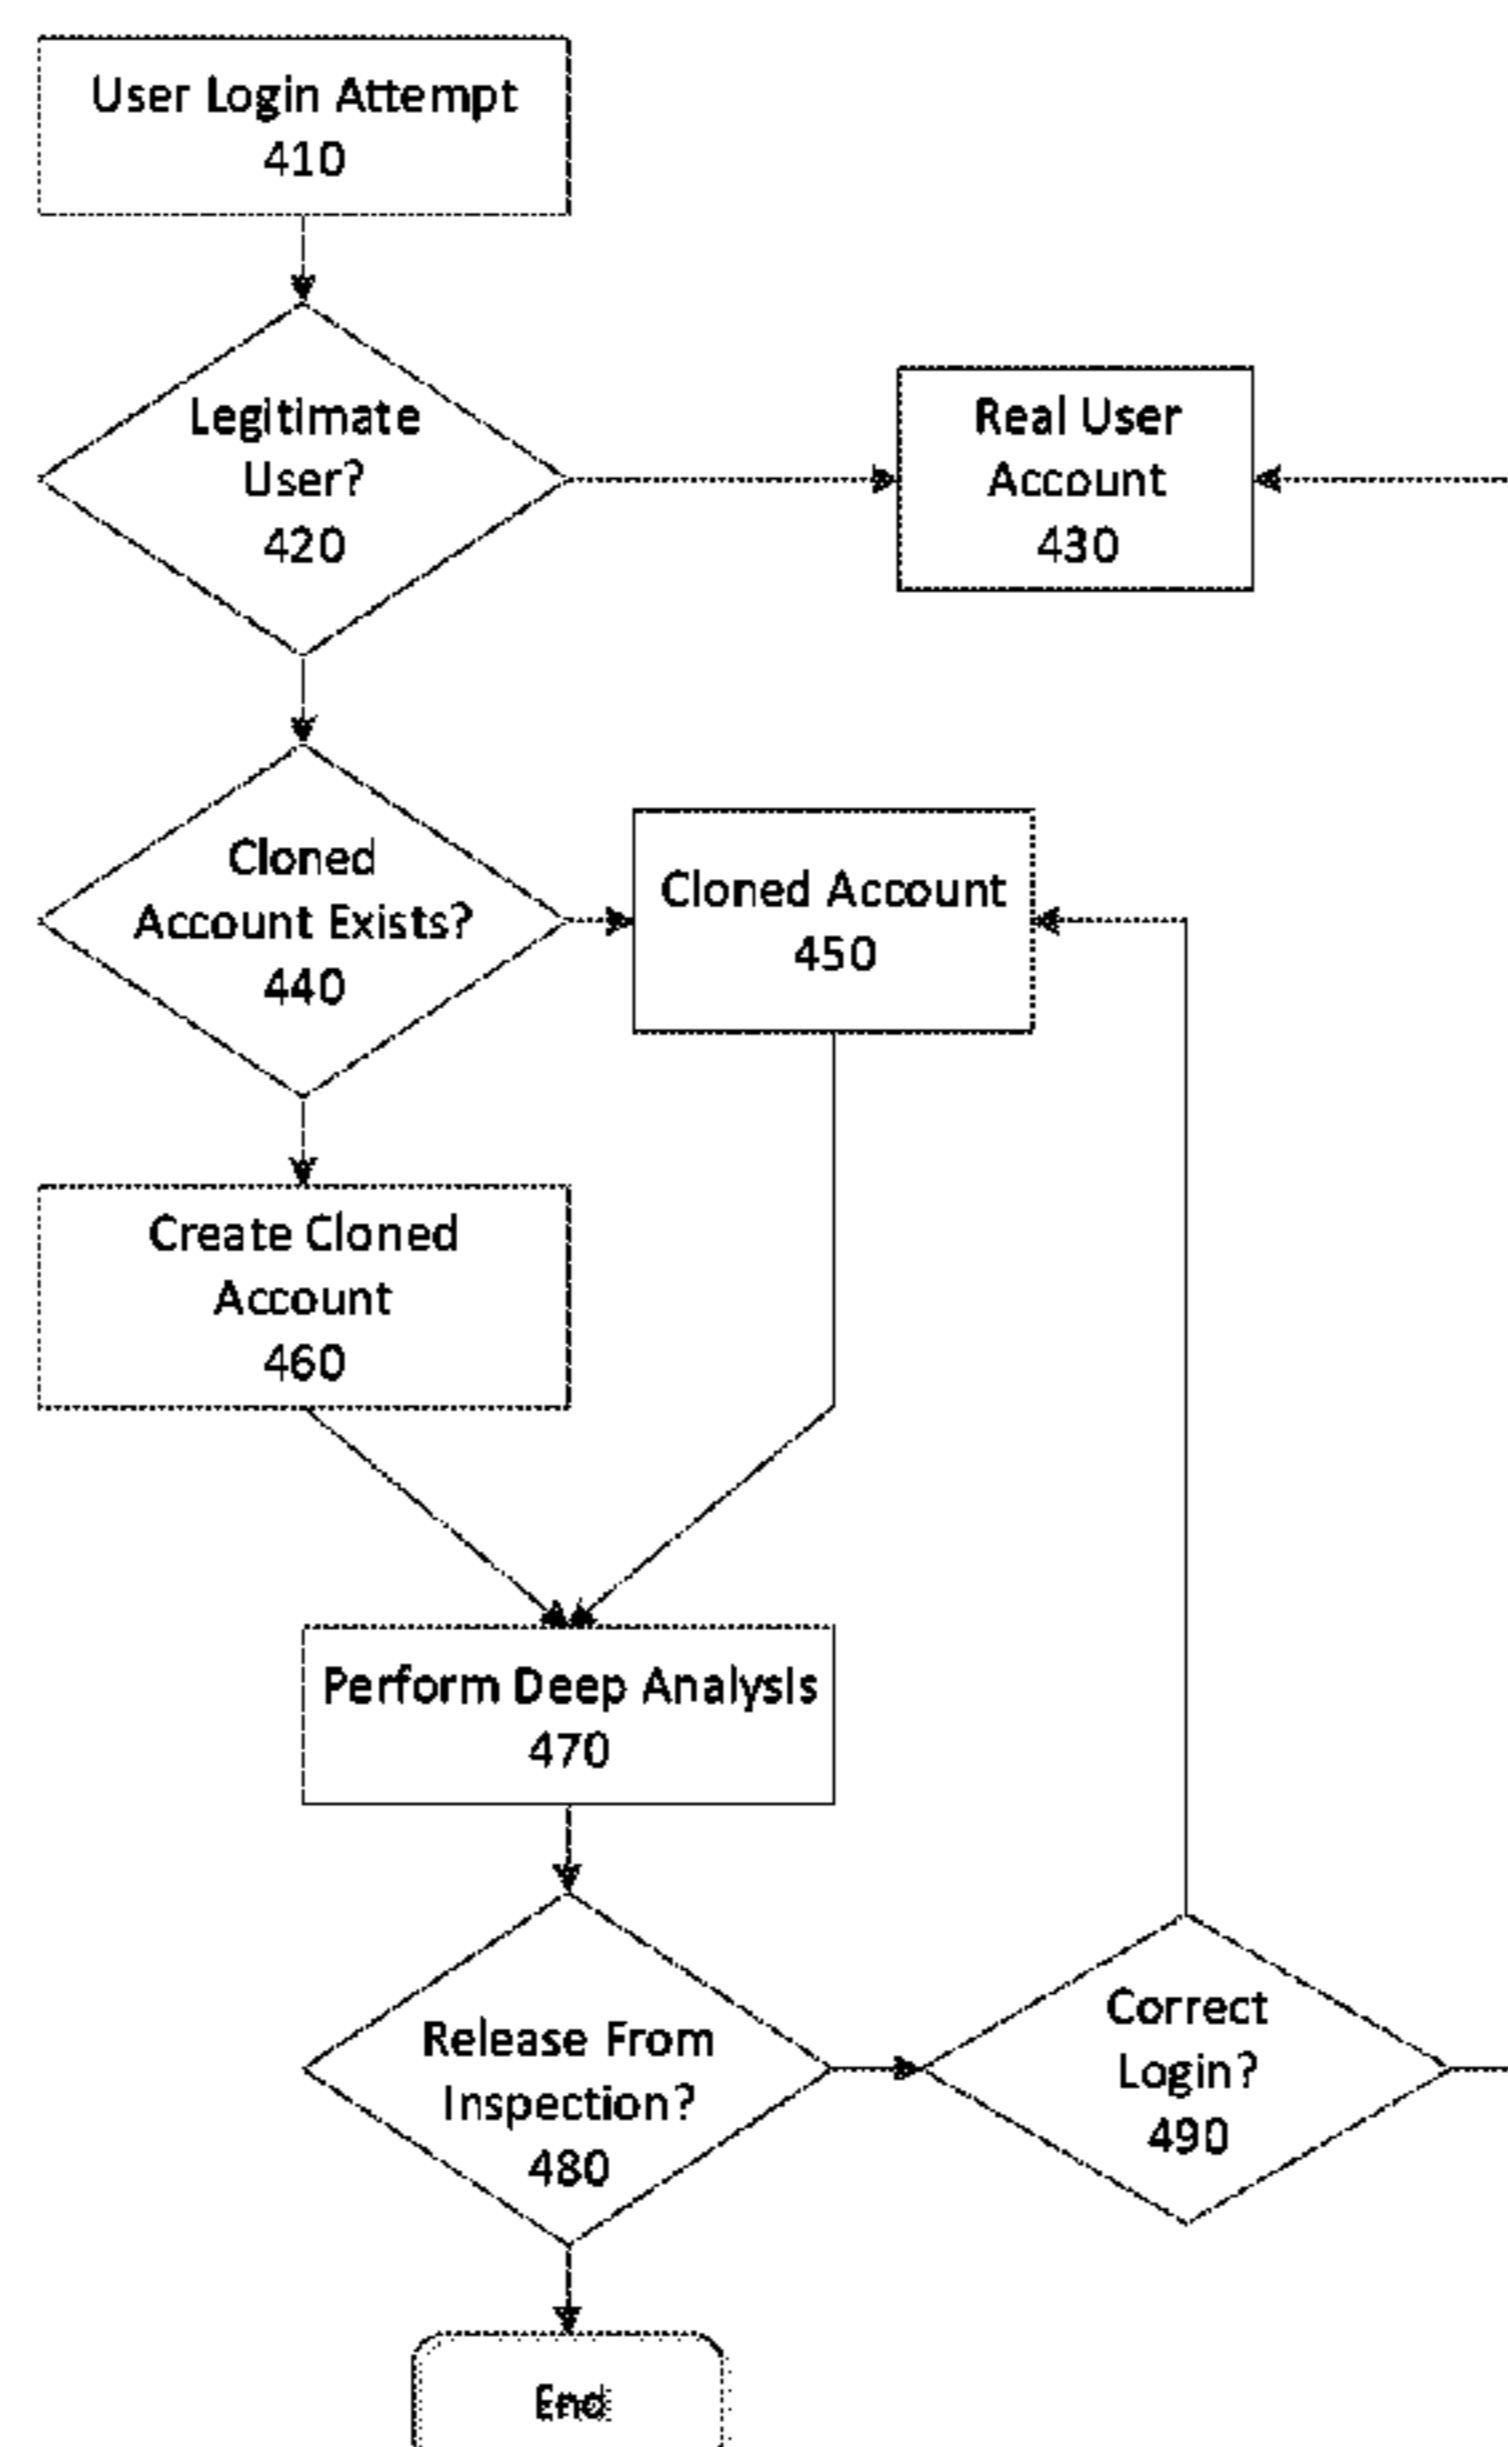 User Login Attempt
410
Legitimate
User?
420
Real User
Account
430
Cloned
Account Exists?
440
Cloned Account
450
Create Cloned
Account
460
Perform Deep Analysis
470
Release From
Inspection?
480
Correct
Login?
490
End